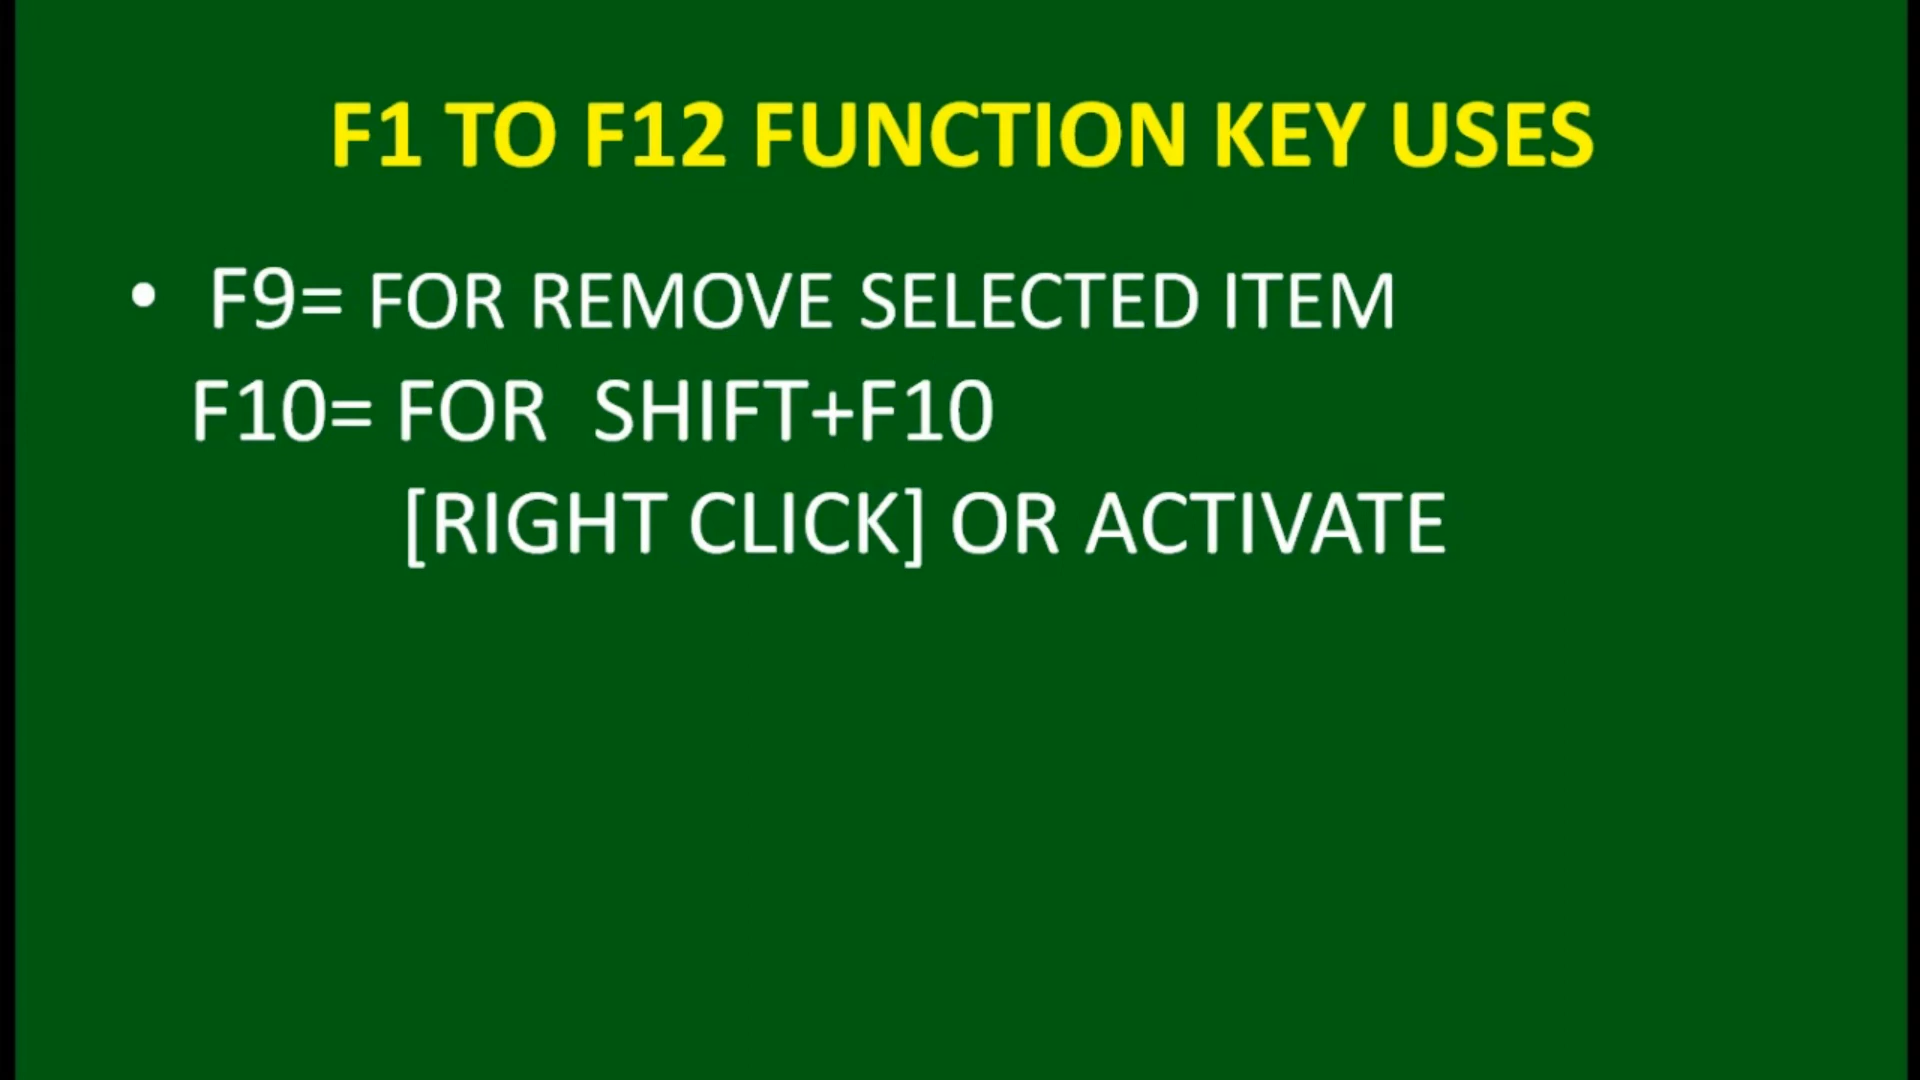 F1 TO F12 FUNCTION KEY USES
• F9= FOR REMOVE SELECTED ITEM
F10= FOR SHIFT+F10
[RIGHT CLICK] OR ACTIVATE